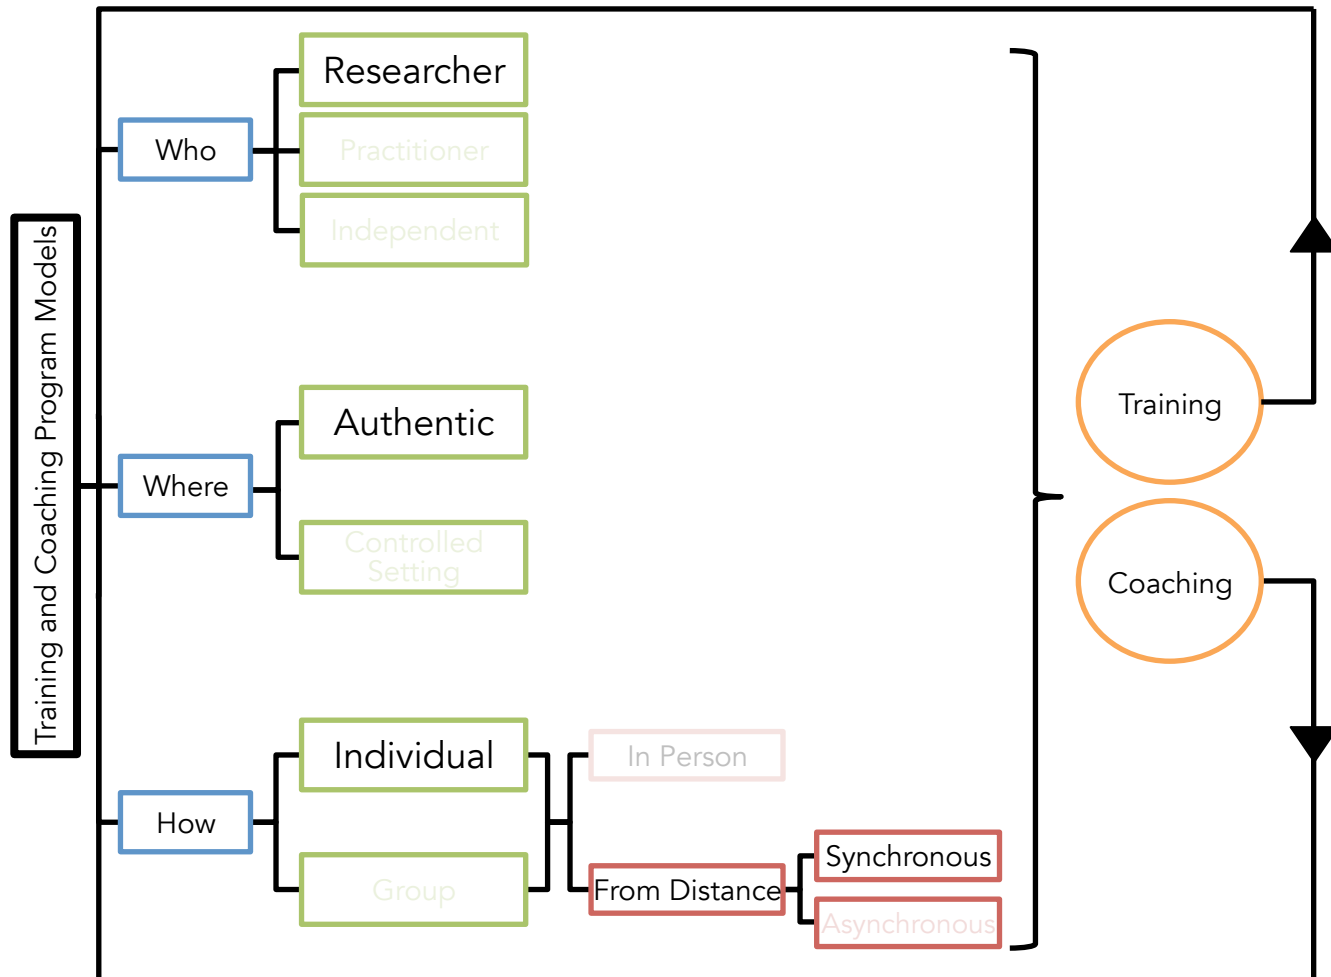 Training and Coaching Program Models
Who
Researcher
Practitioner
Independent
Where
Authentic
Controlled
Setting
How
Individual
Group
In Person
From Distance
Synchronous
Asynchronous
Training
Coaching